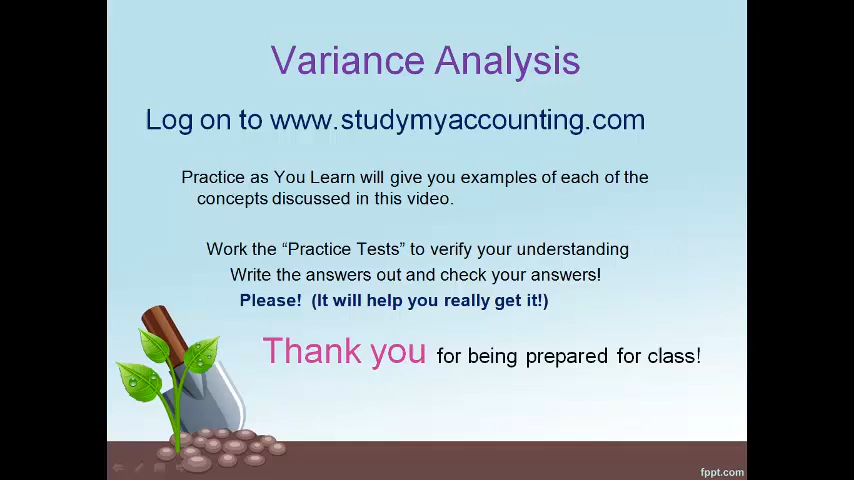 Variance Analysis
Log on to www.studymyaccounting.com
Practice as You Learn will give you examples of each of the
concepts discussed in this video.
Work the “Practice Tests” to verify your understanding
Write the answers out and check your answers!
Please!  (It will help you really get it!)
Thank you for being prepared for class!
fppt.com